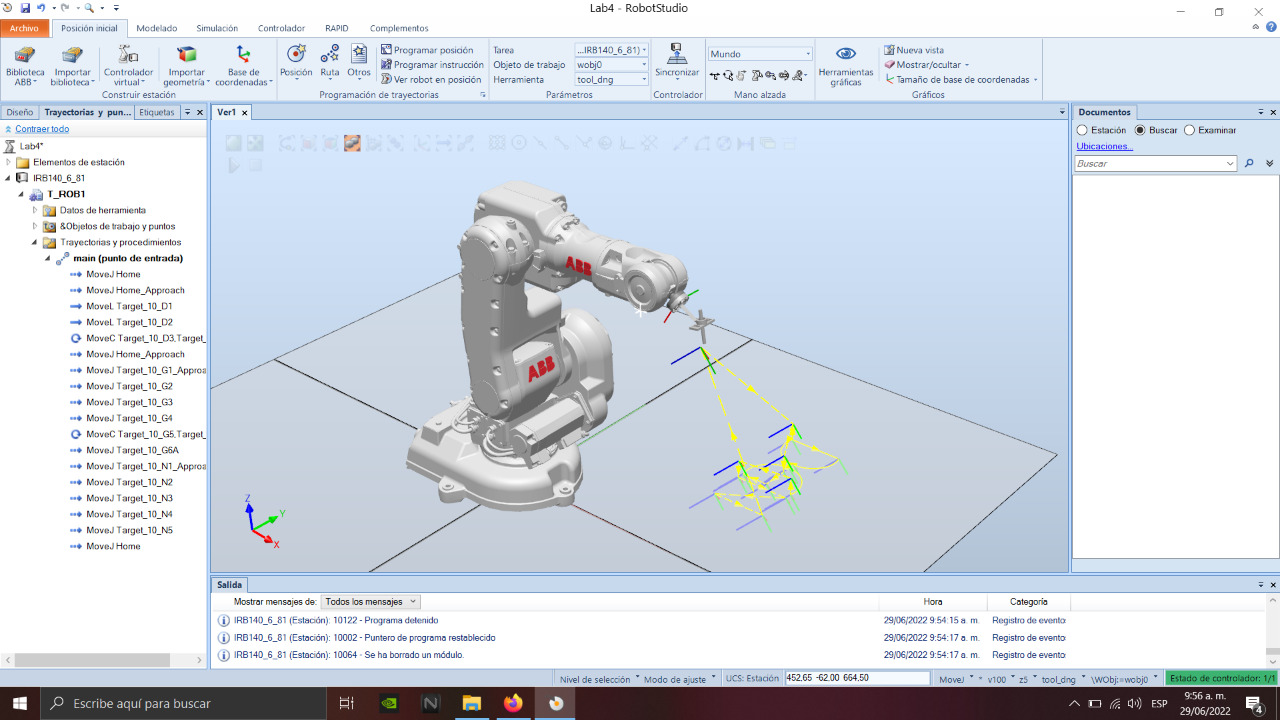 Lab4 - RobotStudio
Archivo Posición inicial Modelado Simulación Controlador RAPID Complementos
Biblioteca ABB
Importar biblioteca
Controlador virtual
Importar geometría
Base de coordenadas
Construir estación
Posición
Ruta
Otros
Programar posición
Programar instrucción
Ver robot en posición
Programación de trayectorias
Tarea ...IRB140_6_81)
Objeto de trabajo wobj0
Herramienta tool_dng
Parámetros
Sincronizar
Controlador
Mundo
Mano alzada
Herramientas gráficas
Nueva vista
Mostrar/ocultar
Tamaño de base de coordenadas
Gráficos
Diseño Trayectorias y pun... Etiquetas
Contraer todo
Lab4*
Elementos de estación
IRB140_6_81
T_ROB1
Datos de herramienta
&Objetos de trabajo y puntos
Trayectorias y procedimientos
main (punto de entrada)
MoveJ Home
MoveJ Home_Approach
MoveL Target_10_D1
MoveL Target_10_D2
MoveC Target_10_D3,Target_
MoveJ Home_Approach
MoveJ Target_10_G1_Approa
MoveJ Target_10_G2
MoveJ Target_10_G3
MoveJ Target_10_G4
MoveC Target_10_G5,Target_
MoveJ Target_10_G6A
MoveJ Target_10_N1_Approa
MoveJ Target_10_N2
MoveJ Target_10_N3
MoveJ Target_10_N4
MoveJ Target_10_N5
MoveJ Home
Ver1
ABB
ABB
Z
Y
X
Documentos
Estación Buscar Examinar
Ubicaciones...
Buscar
Salida
Mostrar mensajes de: Todos los mensajes Hora Categoría
IRB140_6_81 (Estación): 10122 - Programa detenido 29/06/2022 9:54:15 a. m. Registro de evento
IRB140_6_81 (Estación): 10002 - Puntero de programa restablecido 29/06/2022 9:54:17 a. m. Registro de evento
IRB140_6_81 (Estación): 10064 - Se ha borrado un módulo. 29/06/2022 9:54:17 a. m. Registro de evento
Nivel de selección Modo de ajuste UCS: Estación 452.65 -62.00 664.50 MoveJ * v100 z5 tool_dng \WObj:=wobj0 Estado de controlador: 1/1
Escribe aquí para buscar
ESP
9:56 a. m.
29/06/2022
4